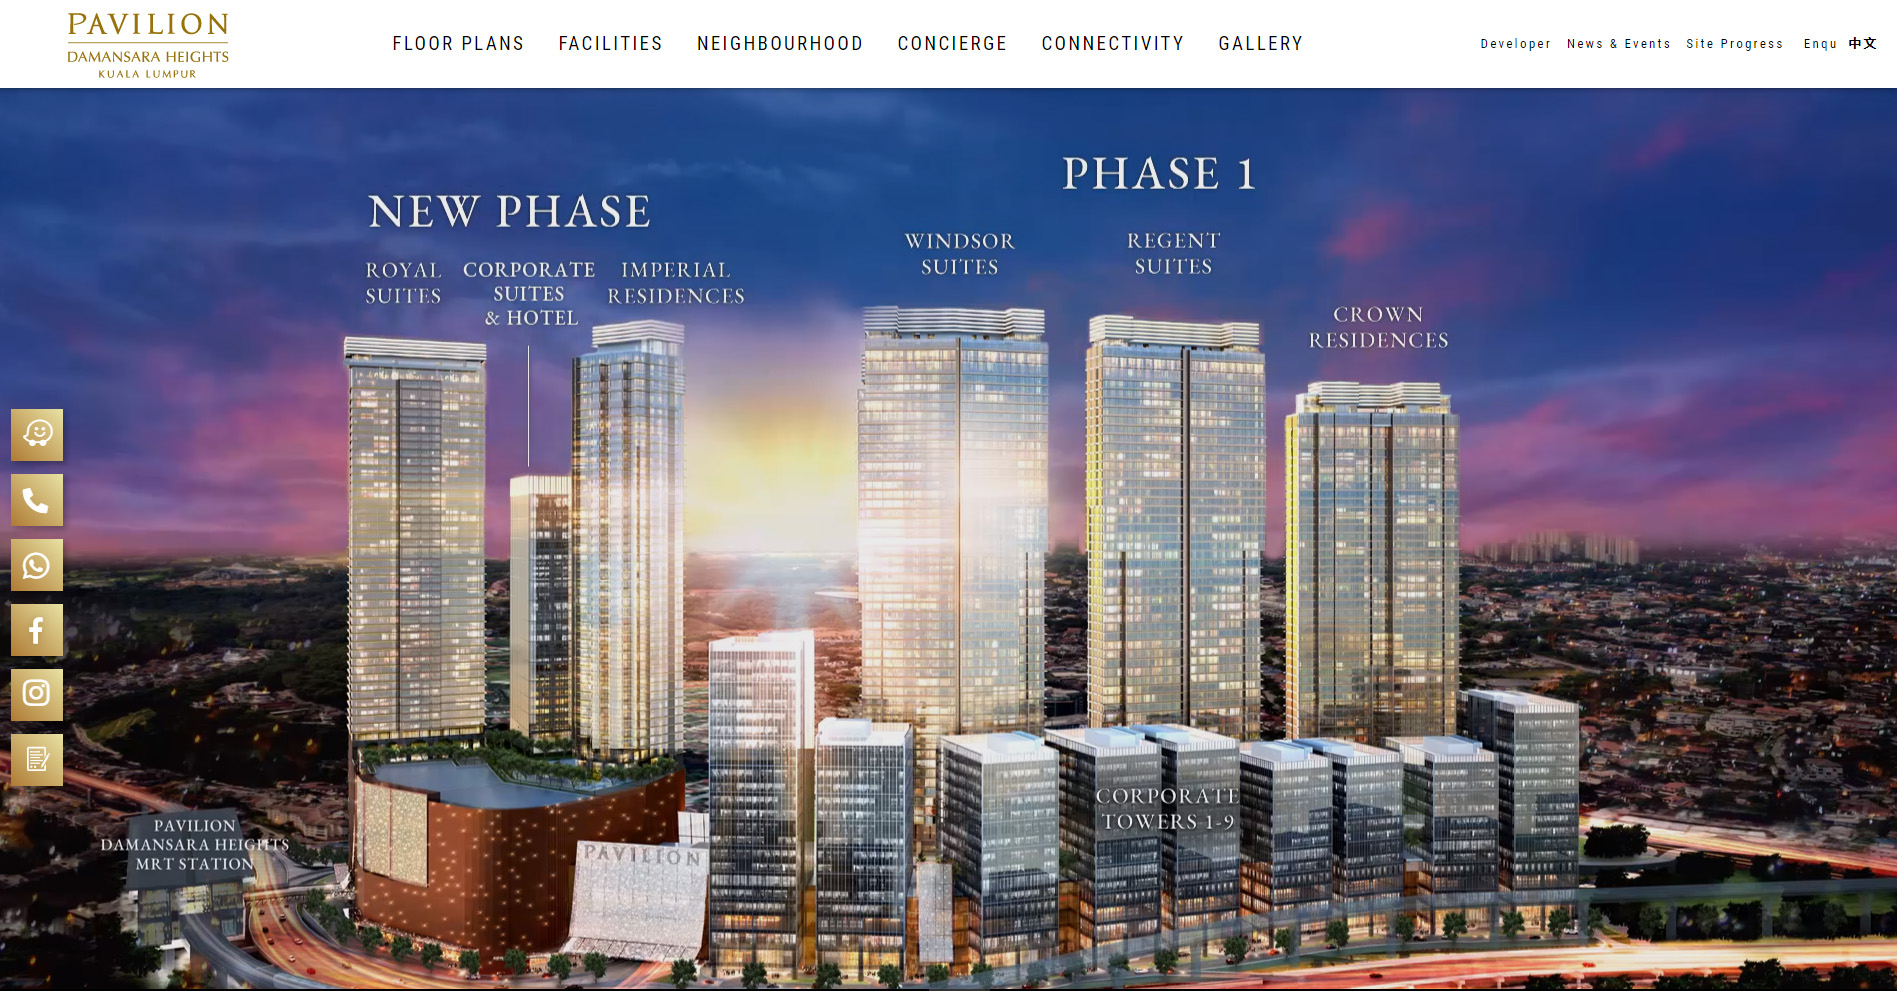 PAVILION
DAMANSARA HEIGHTS
KUALA LUMPUR
FLOOR PLANS FACILITIES NEIGHBOURHOOD CONCIERGE CONNECTIVITY GALLERY
Developer News & Events Site Progress Enqu 中文
NEW PHASE
ROYAL
SUITES
CORPORATE
SUITES
& HOTEL
IMPERIAL
RESIDENCES
PHASE 1
WINDSOR
SUITES
REGENT
SUITES
CROWN
RESIDENCES
CORPORATE
TOWERS 1-9
PAVILION
DAMANSARA HEIGHTS
MRT STATION
PAVILION